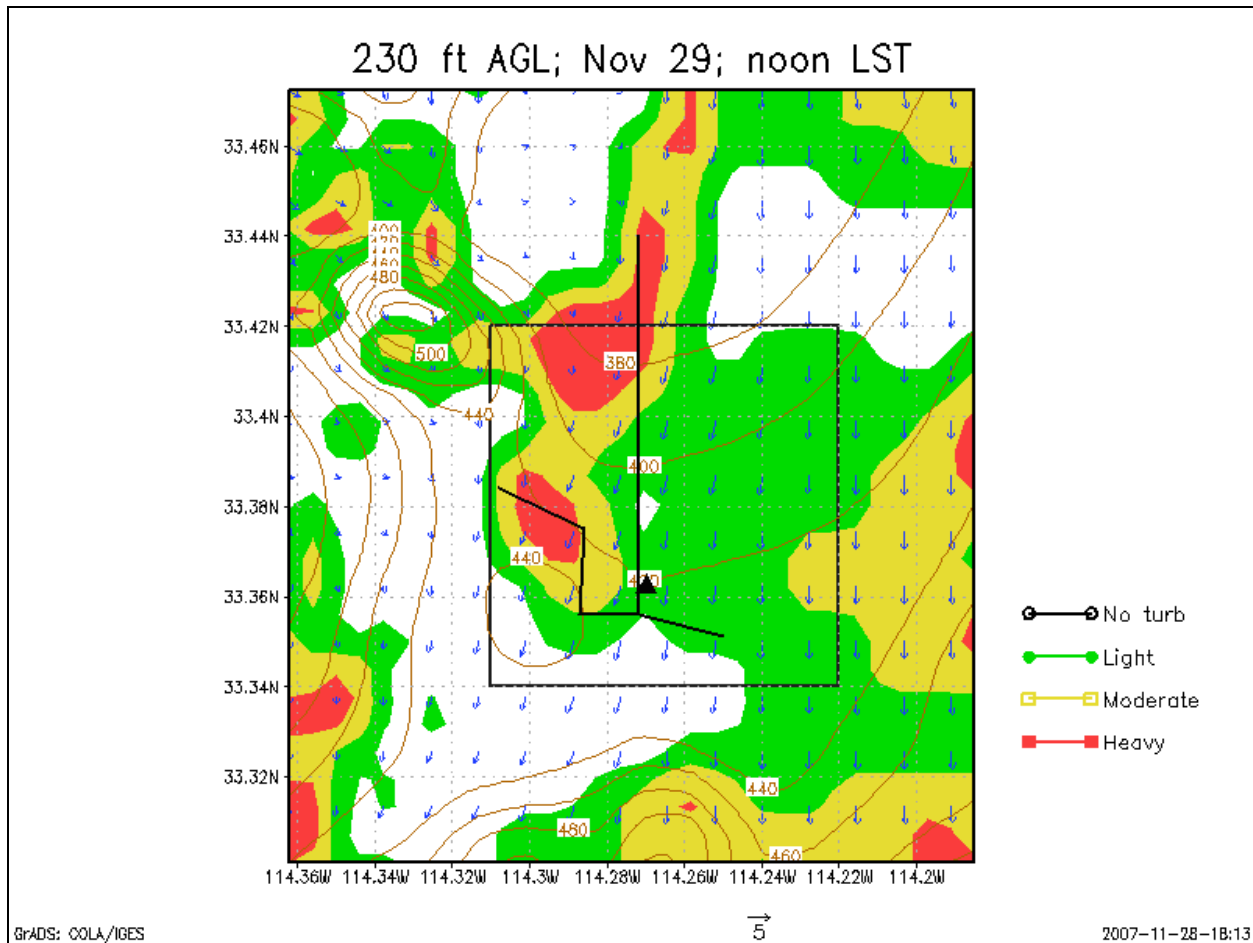 230 ft AGL; Nov 29; noon LST
33.46N
33.44N
33.42N
33.4N
33.38N
33.36N
33.34N
33.32N
400
460
480
500
380
440
400
440
440
460
460
114.36W 114.34W 114.32W 114.3W 114.28W 114.26W 114.24W 114.22W 114.2W
No turb
Light
Moderate
Heavy
5
GrADS: COLA/IGES
2007-11-28-18:13